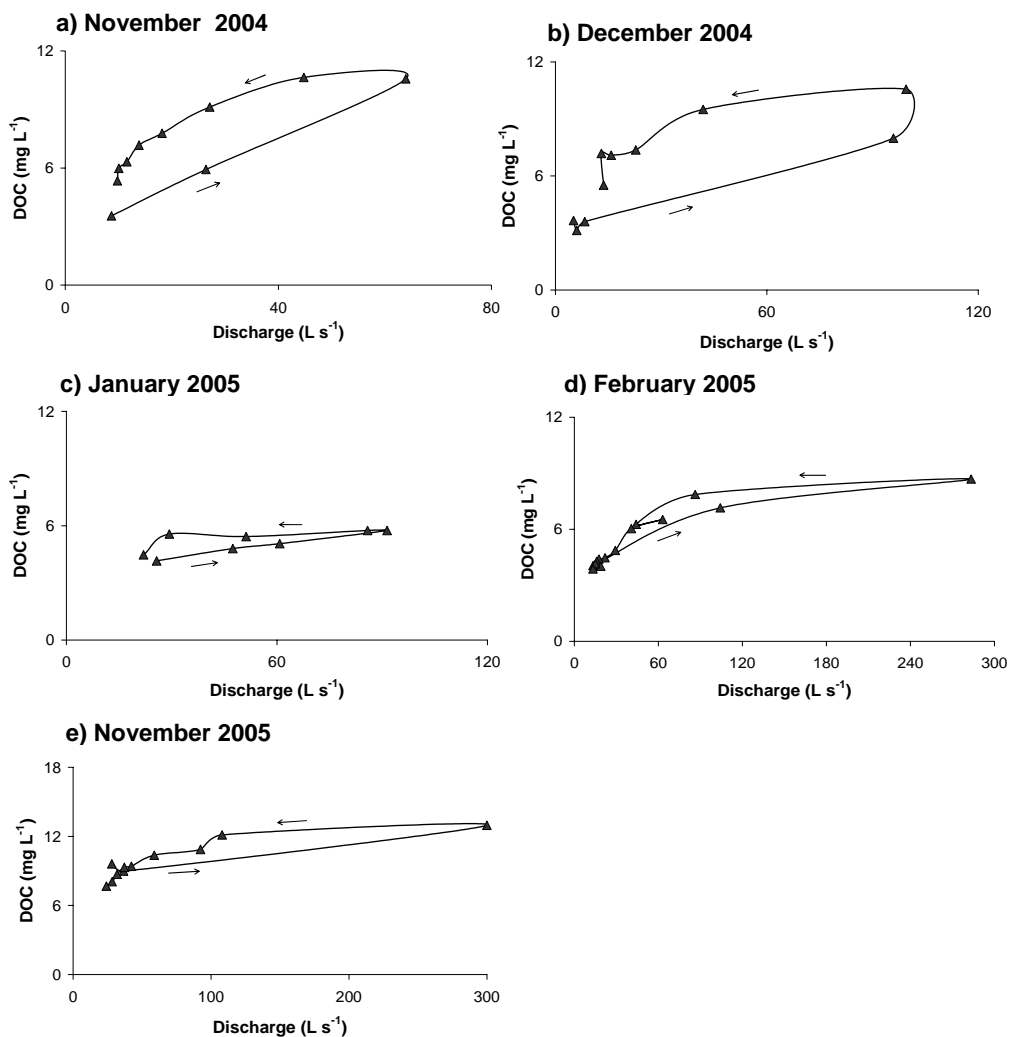 a) November 2004
12
6
0
DOC (mg L-1)
0 40 80
Discharge (L s-1)
b) December 2004
12
6
0
DOC (mg L-1)
0 60 120
Discharge (L s-1)
c) January 2005
12
6
0
DOC (mg L-1)
0 60 120
Discharge (L s-1)
d) February 2005
12
6
0
DOC (mg L-1)
0 60 120 180 240 300
Discharge (L s-1)
e) November 2005
18
12
6
0
DOC (mg L-1)
0 100 200 300
Discharge (L s-1)